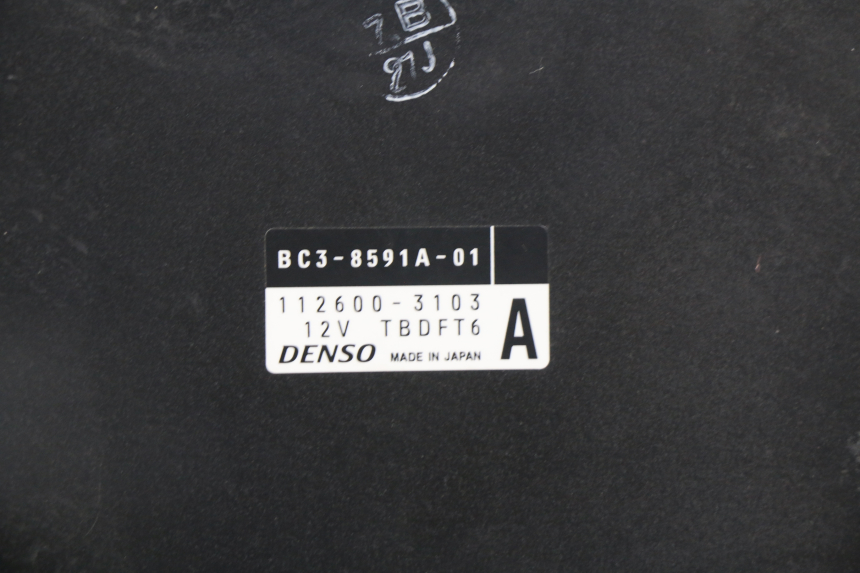 BC3-8591A-01
112600-3103
12V TBDFT6
A
DENSO MADE IN JAPAN